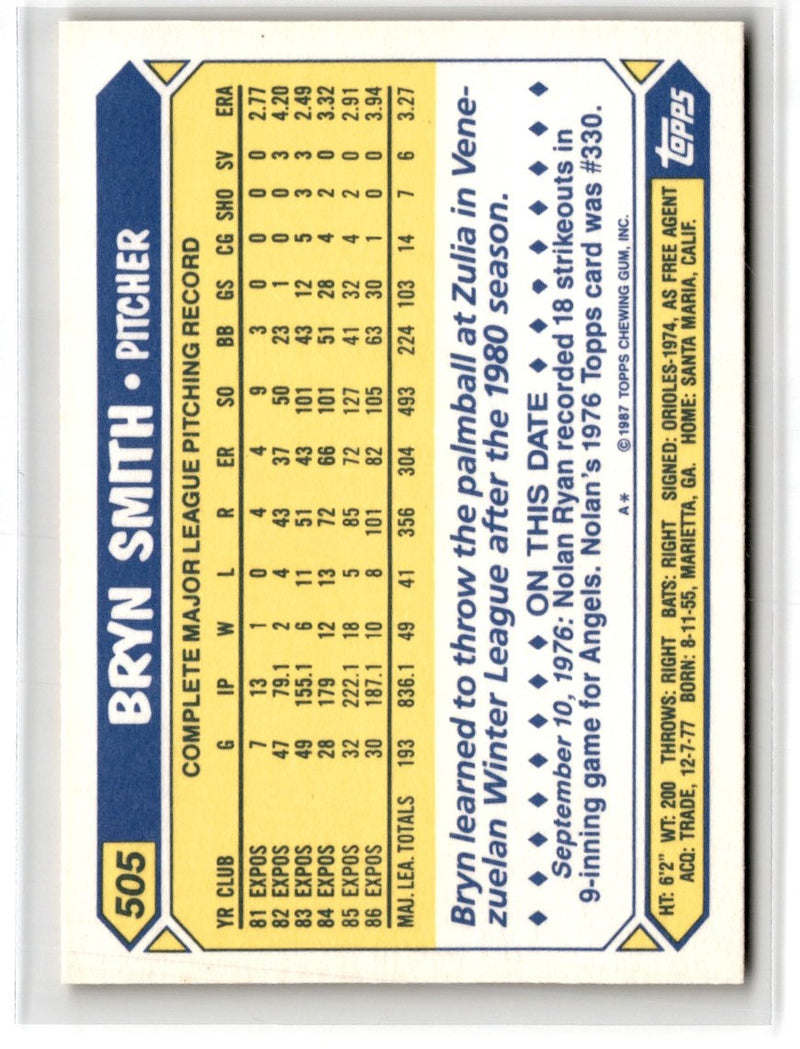 505 BRYN SMITH • PITCHER
COMPLETE MAJOR LEAGUE PITCHING RECORD
YR CLUB G IP W L R ER SO BB GS CG SHO SV ERA
81 EXPOS 7 13 1 0 4 4 9 3 0 0 0 0 2.77
82 EXPOS 47 79.1 2 4 43 37 50 23 1 0 0 3 4.20
83 EXPOS 49 155.1 6 11 51 43 101 43 12 5 3 3 2.49
84 EXPOS 28 179 12 13 72 66 101 51 28 4 2 0 3.32
85 EXPOS 32 222.1 18 5 85 72 127 41 32 4 2 0 2.91
86 EXPOS 30 187.1 10 8 101 82 105 63 30 1 0 0 3.94
MAJ. LEA. TOTALS 193 836.1 49 41 356 304 493 224 103 14 7 6 3.27
Bryn learned to throw the palmball at Zulia in Vene-
zuelan Winter League after the 1980 season.
♦ ♦ ♦ ♦ ♦ ♦ ♦ ♦ ON THIS DATE ♦ ♦ ♦ ♦ ♦ ♦ ♦ ♦
September 10, 1976: Nolan Ryan recorded 18 strikeouts in
9-inning game for Angels. Nolan's 1976 Topps card was #330.
A* © 1987 TOPPS CHEWING GUM, INC.
HT: 6'2" WT: 200 THROWS: RIGHT BATS: RIGHT SIGNED: ORIOLES-1974, AS FREE AGENT
ACQ: TRADE, 12-7-77 BORN: 8-11-55, MARIETTA, GA. HOME: SANTA MARIA, CALIF.
TOPPS